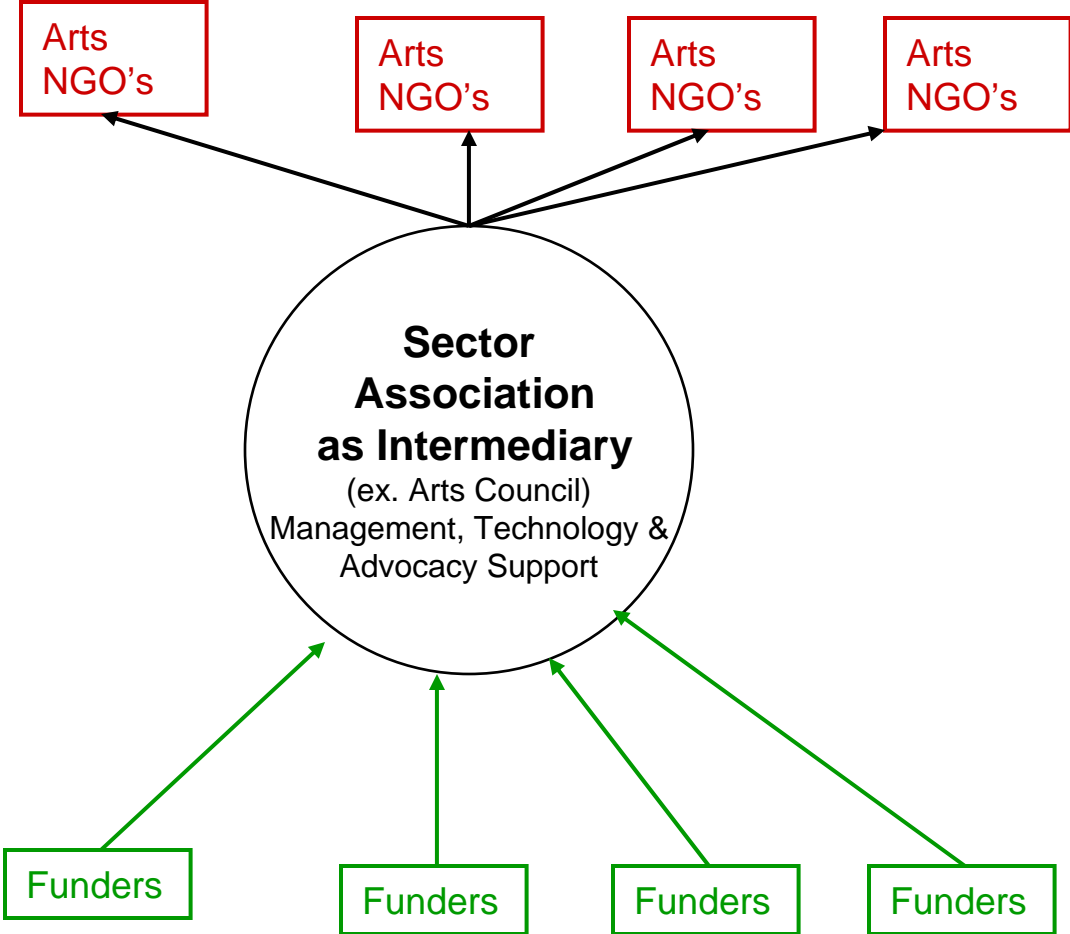 Arts
NGO's
Arts
NGO's
Arts
NGO's
Arts
NGO's
Sector
Association
as Intermediary
(ex. Arts Council)
Management, Technology &
Advocacy Support
Funders
Funders
Funders
Funders